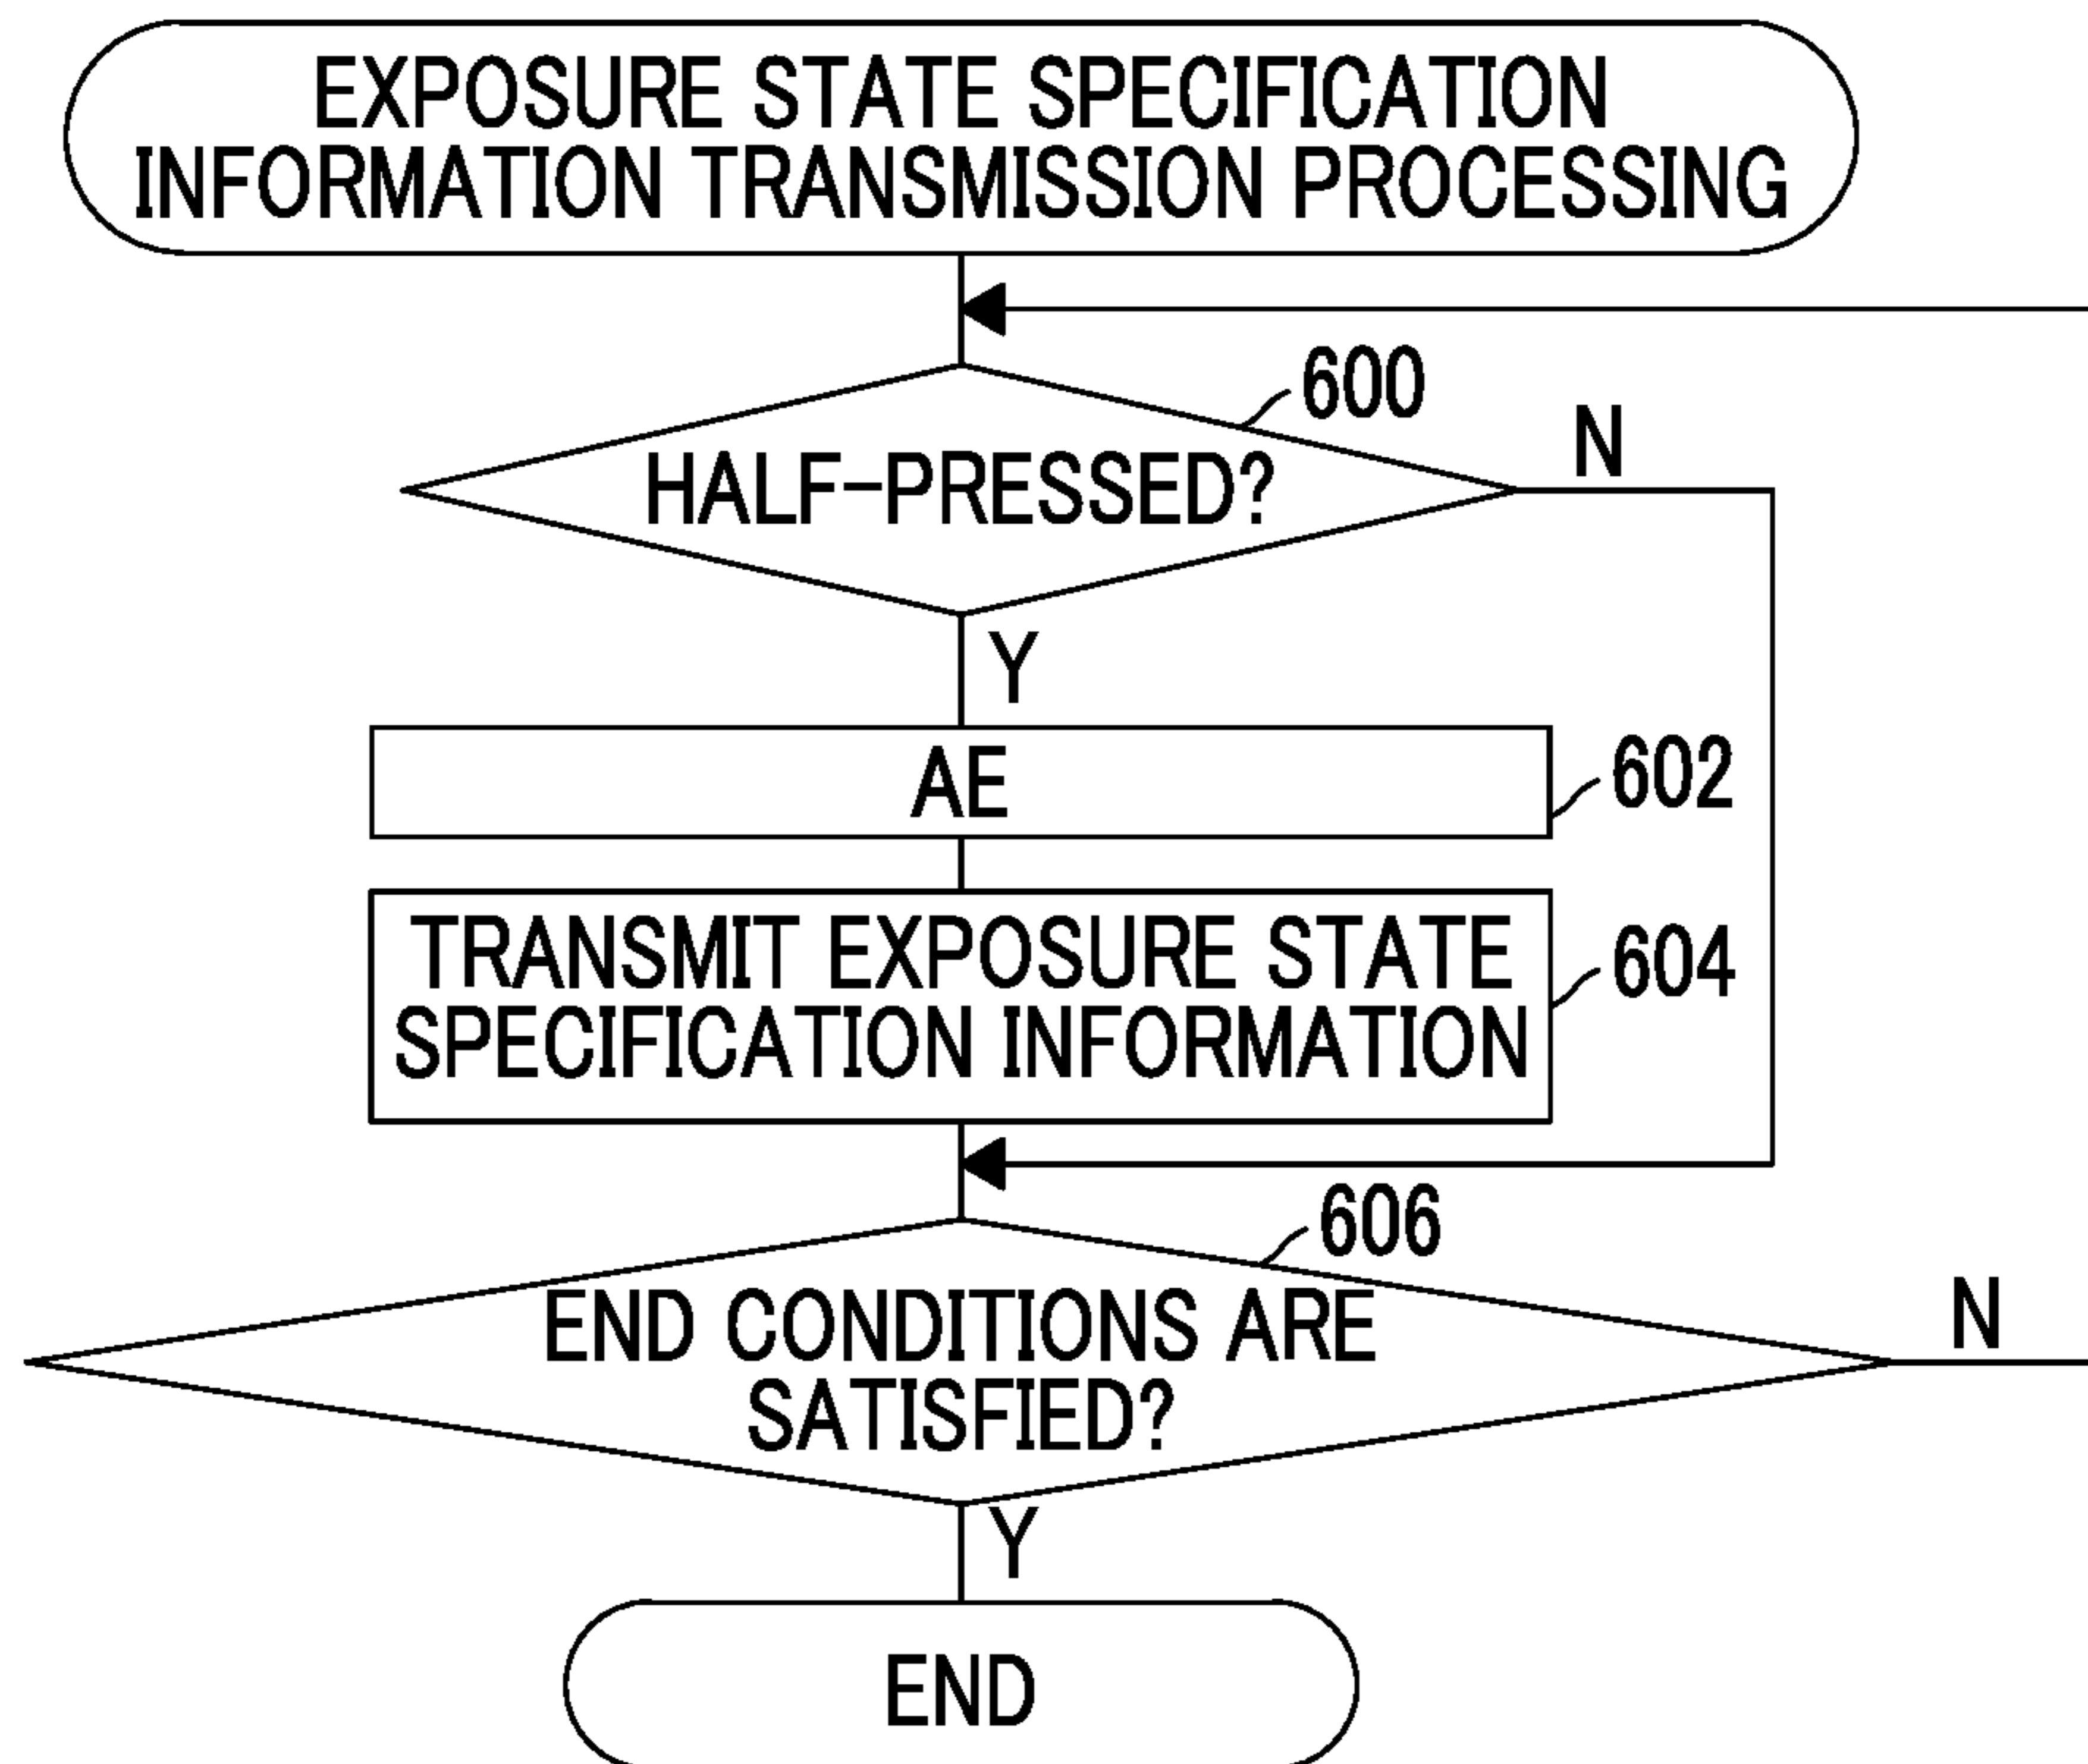 EXPOSURE STATE SPECIFICATION
INFORMATION TRANSMISSION PROCESSING
600
N
HALF-PRESSED?
Y
AE
602
TRANSMIT EXPOSURE STATE
SPECIFICATION INFORMATION
604
606
END CONDITIONS ARE
SATISFIED?
N
Y
END